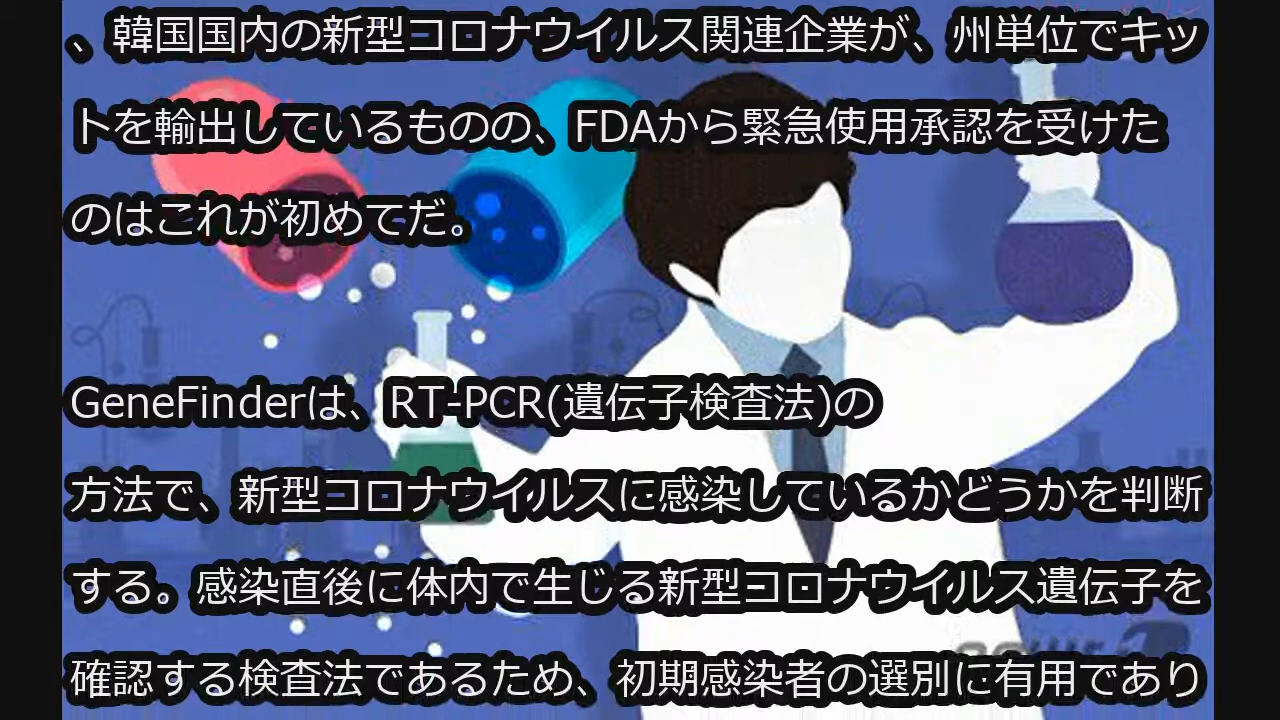 、韓国国内の新型コロナウイルス関連企業が、州単位でキッ
トを輸出しているものの、FDAから緊急使用承認を受けた
のはこれが初めてだ。
GeneFinderは、RT-PCR(遺伝子検査法)の
方法で、新型コロナウイルスに感染しているかどうかを判断
する。感染直後に体内で生じる新型コロナウイルス遺伝子を
確認する検査法であるため、初期感染者の選別に有用であり